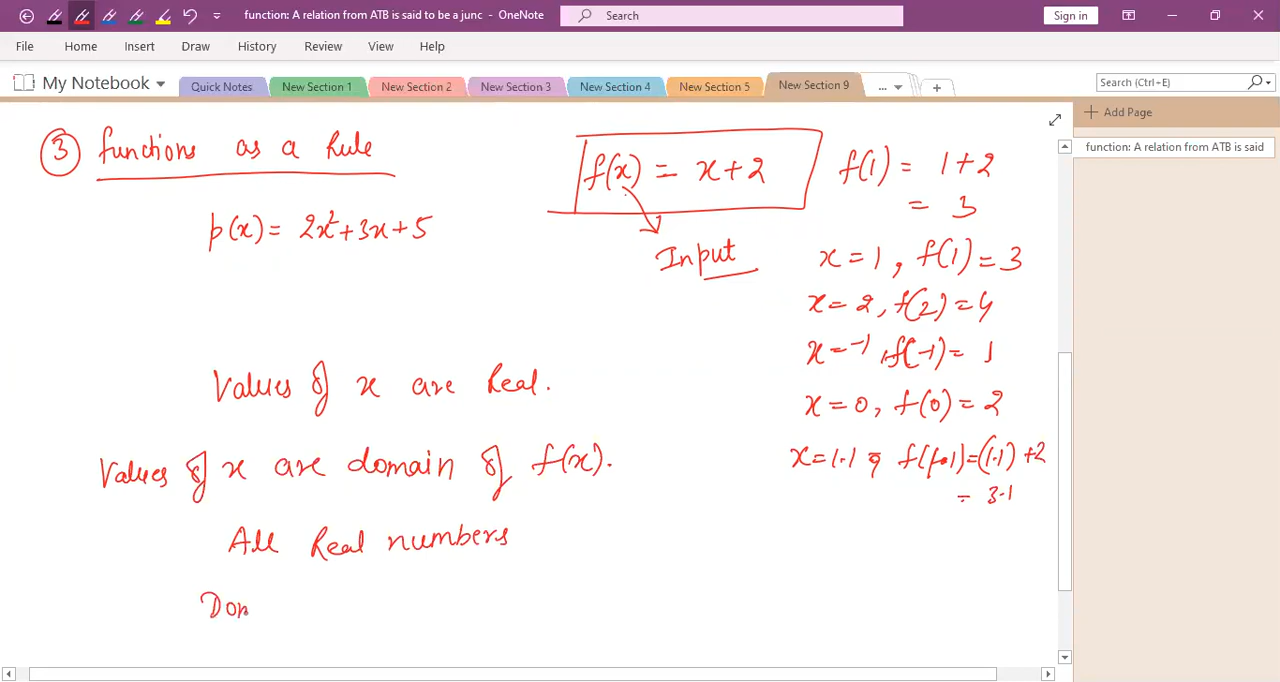 function: A relation from ATB is said to be a junc - OneNote
Search
Sign in
File Home Insert Draw History Review View Help
My Notebook
Quick Notes
New Section 1
New Section 2
New Section 3
New Section 4
New Section 5
New Section 9
...
Search (Ctrl+E)
Add Page
function: A relation from ATB is said
3 functions as a Rule
p(x) = 2x²+3x+5
f(x) = x+2
Input
f(1) = 1+2
= 3
x=1, f(1)=3
x=2, f(2)=4
x=-1, f(-1)= 1
x=0, f(0)=2
x=1.1, f(1.1)=(1.1)+2
= 3.1
Values of x are Real.
Values of x are domain of f(x).
All Real numbers
Dom